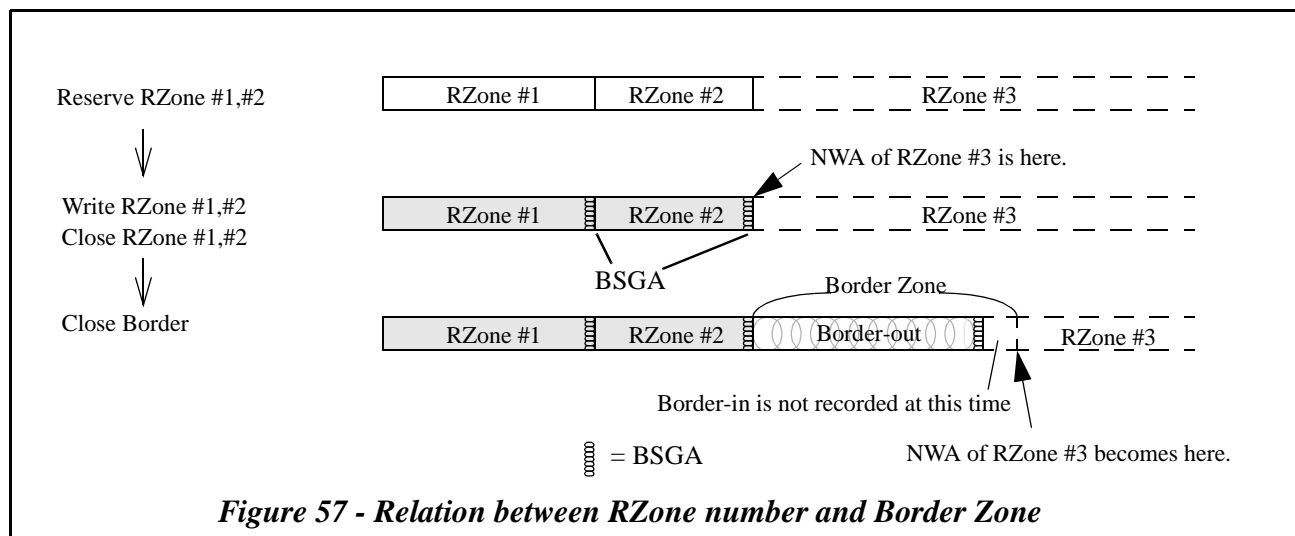 Reserve RZone #1,#2
RZone #1
RZone #2
RZone #3
NWA of RZone #3 is here.
Write RZone #1,#2
Close RZone #1,#2
RZone #1
RZone #2
RZone #3
BSGA
Border Zone
Close Border
RZone #1
RZone #2
Border-out
RZone #3
Border-in is not recorded at this time
= BSGA
NWA of RZone #3 becomes here.
Figure 57 - Relation between RZone number and Border Zone